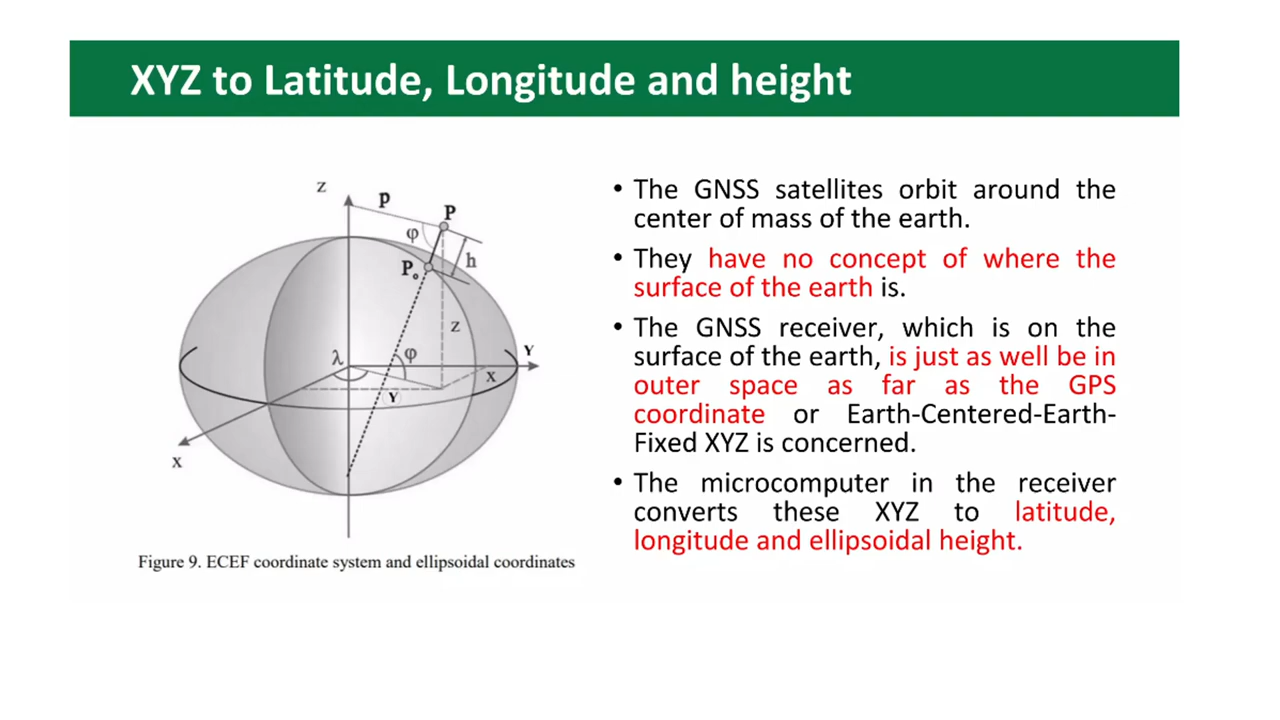 XYZ to Latitude, Longitude and height
Z
p
P
φ
h
P₀
Z
λ
φ
Y
X
Y
X
Figure 9. ECEF coordinate system and ellipsoidal coordinates
• The GNSS satellites orbit around the
center of mass of the earth.
• They have no concept of where the
surface of the earth is.
• The GNSS receiver, which is on the
surface of the earth, is just as well be in
outer space as far as the GPS
coordinate or Earth-Centered-Earth-
Fixed XYZ is concerned.
• The microcomputer in the receiver
converts these XYZ to latitude,
longitude and ellipsoidal height.